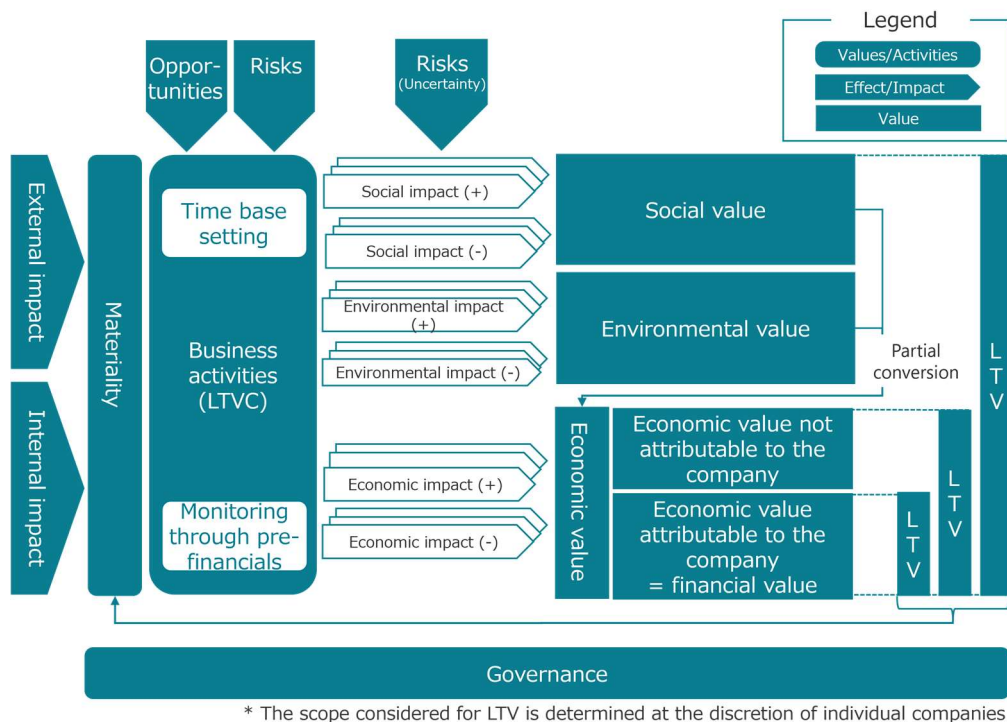 Legend
Values/Activities
Effect/Impact
Value
Oppor-
tunities
Risks
Risks
(Uncertainty)
External impact
Internal impact
Materiality
Time base
setting
Business
activities
(LTVC)
Monitoring
through pre-
financials
Social impact (+)
Social impact (-)
Environmental impact
(+)
Environmental impact (-)
Economic impact (+)
Economic impact (-)
Social value
Environmental value
Partial
conversion
Economic value
Economic value not
attributable to the
company
Economic value
attributable to the
company
= financial value
LTV
LTV
LTV
Governance
* The scope considered for LTV is determined at the discretion of individual companies